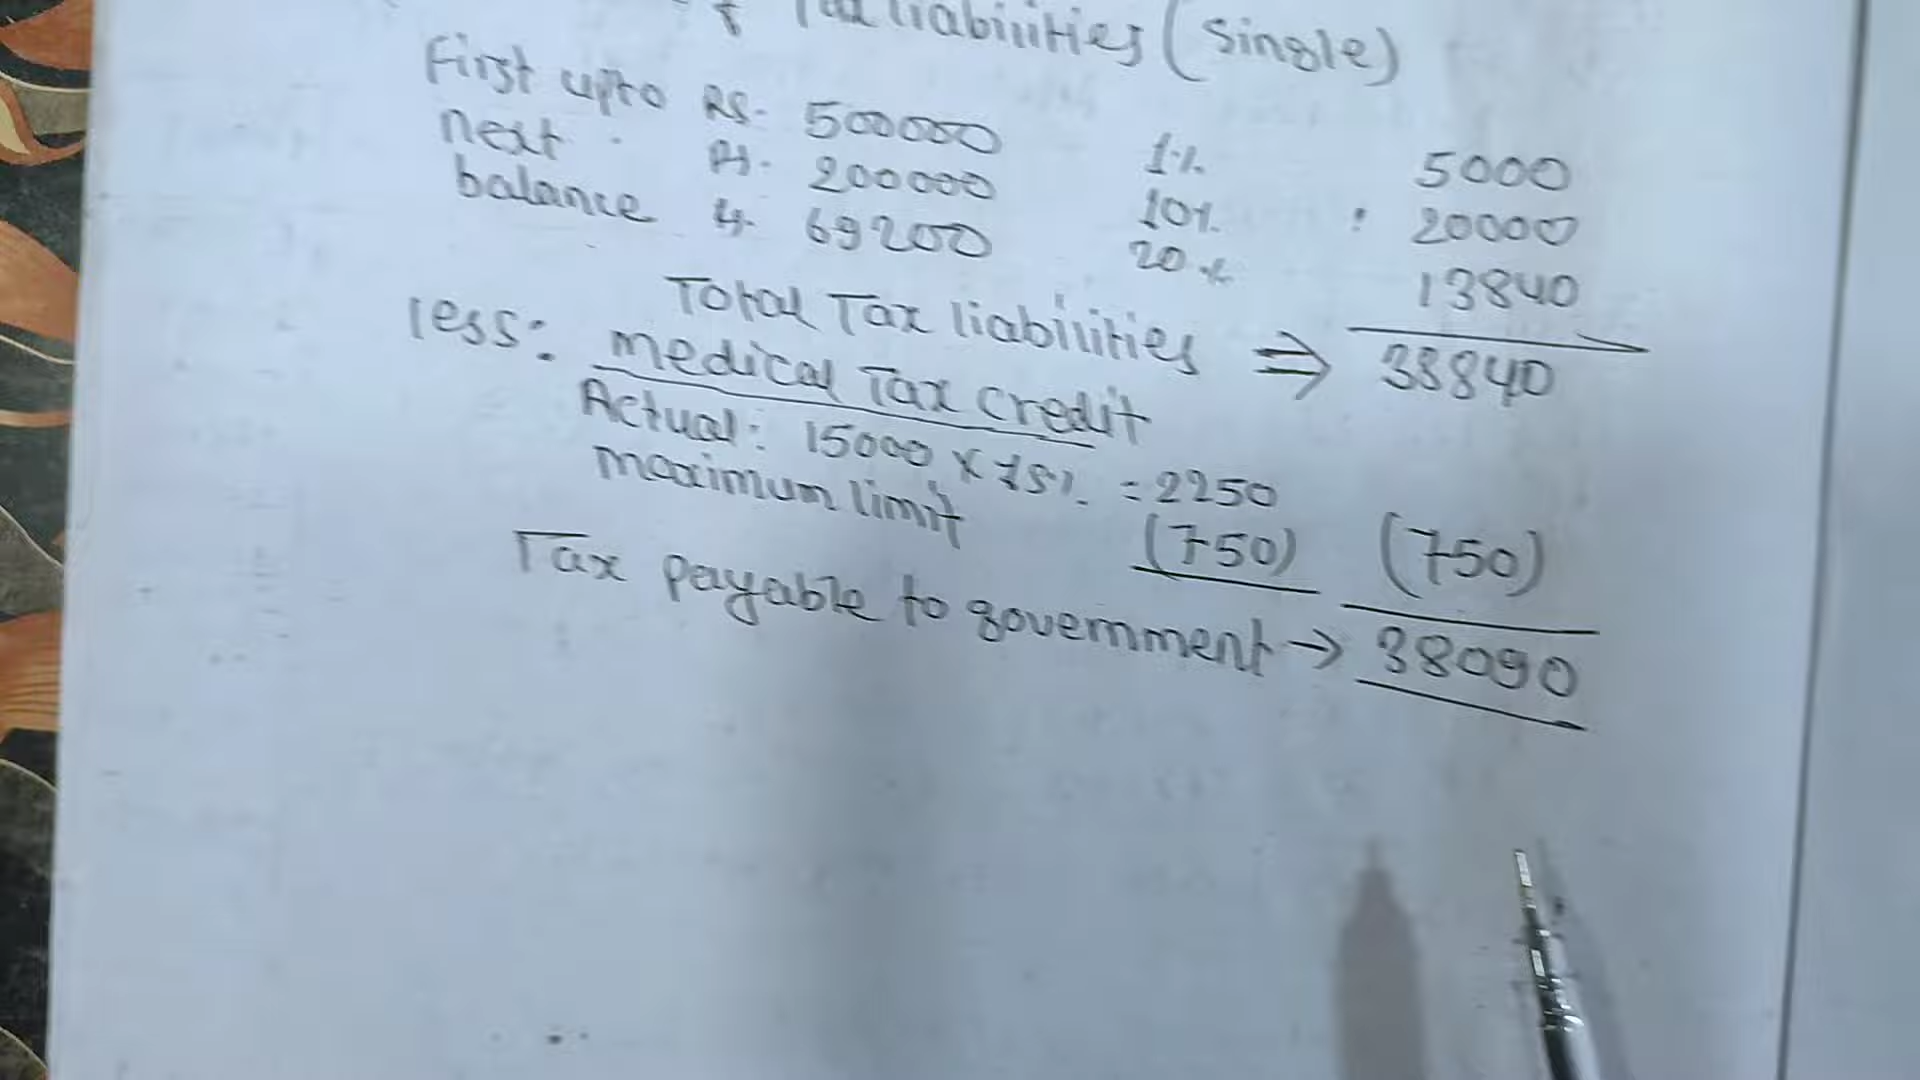 Tax liabilities (Single)
First upto RS. 500000 1% 5000
next RS. 200000 10% : 20000
balance 69200 20% 13840
Total Tax liabilities ⇒ 38840
less: medical Tax credit
Actual: 15000 x 15% = 2250
maximum limit (750) (750)
Tax payable to government → 38090